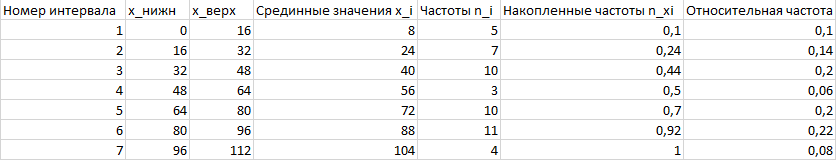 Номер интервала x_нижн x_верх Срединные значения x_i Частоты n_i Накопленные частоты n_xi Относительная частота
1 0 16 8 5 0,1 0,1
2 16 32 24 7 0,24 0,14
3 32 48 40 10 0,44 0,2
4 48 64 56 3 0,5 0,06
5 64 80 72 10 0,7 0,2
6 80 96 88 11 0,92 0,22
7 96 112 104 4 1 0,08